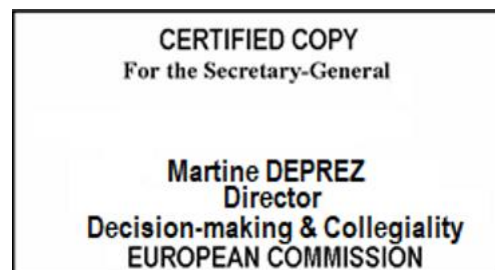 CERTIFIED COPY
For the Secretary-General
Martine DEPREZ
Director
Decision-making & Collegiality
EUROPEAN COMMISSION